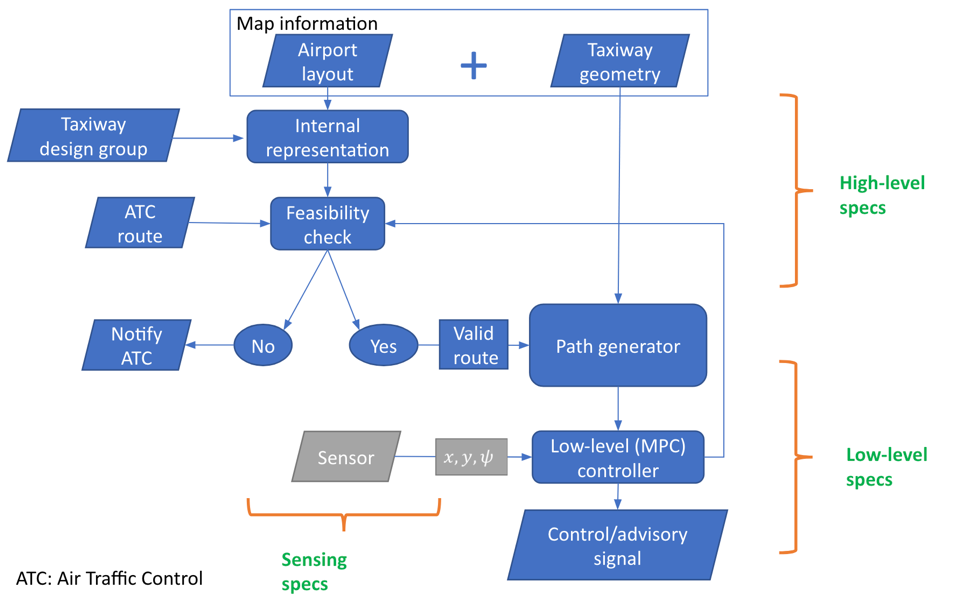 Map information
Airport
layout
+
Taxiway
geometry
Taxiway
design group
Internal
representation
High-level
specs
ATC
route
Feasibility
check
Notify
ATC
No
Yes
Valid
route
Path generator
Sensor
x, y, ψ
Low-level (MPC)
controller
Low-level
specs
Control/advisory
signal
Sensing
specs
ATC: Air Traffic Control